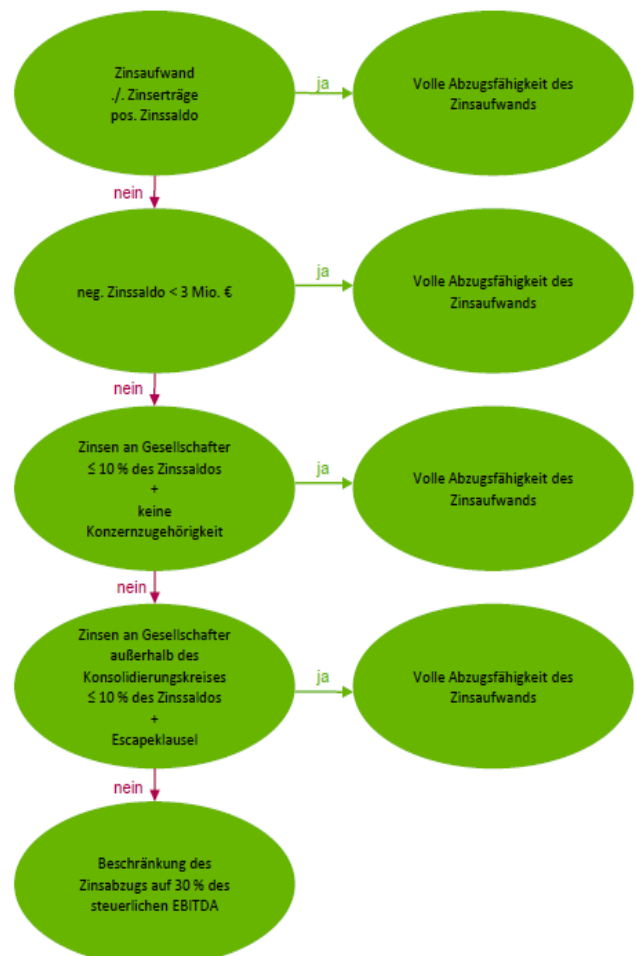 Zinsaufwand
./. Zinserträge
pos. Zinssaldo
ja
Volle Abzugsfähigkeit des
Zinsaufwands
nein
neg. Zinssaldo < 3 Mio. €
ja
Volle Abzugsfähigkeit des
Zinsaufwands
nein
Zinsen an Gesellschafter
≤ 10 % des Zinssaldos
+
keine
Konzernzugehörigkeit
ja
Volle Abzugsfähigkeit des
Zinsaufwands
nein
Zinsen an Gesellschafter
außerhalb des
Konsolidierungskreises
≤ 10 % des Zinssaldos
+
Escapeklausel
ja
Volle Abzugsfähigkeit des
Zinsaufwands
nein
Beschränkung des
Zinsabzugs auf 30 % des
steuerlichen EBITDA